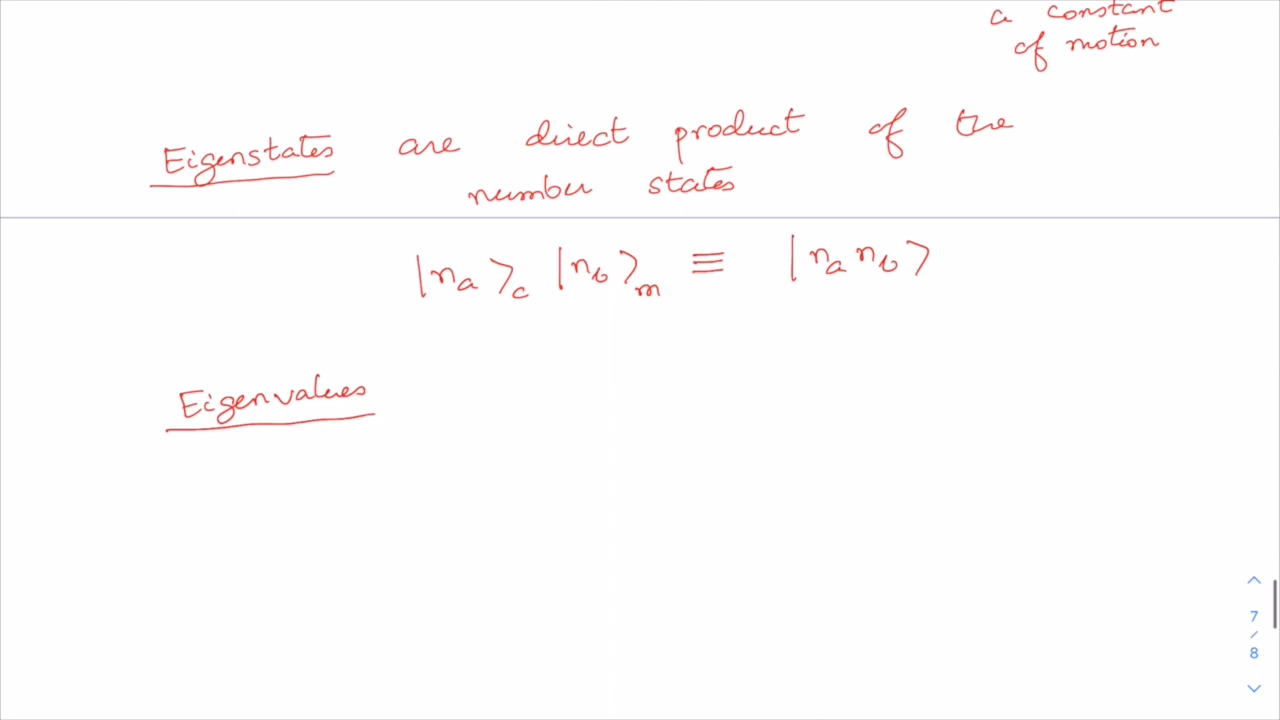 a constant
of motion
Eigenstates are direct product of the
number states
|n_a⟩_c |n_b⟩_m ≡ |n_a n_b⟩
Eigenvalues
7
/
8